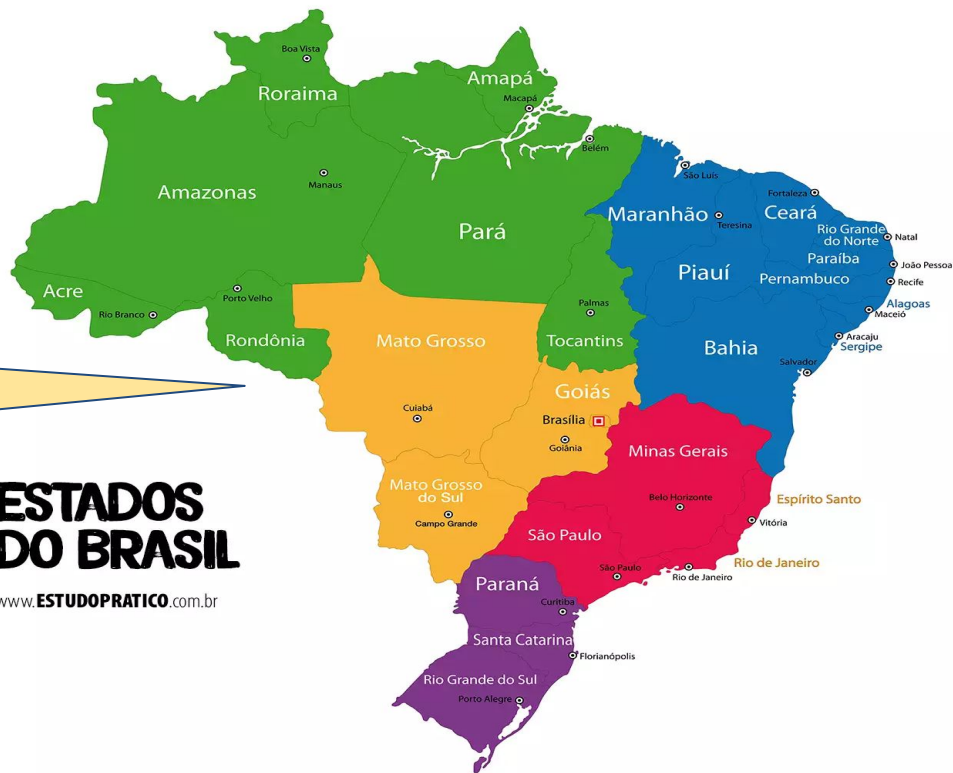 Boa Vista
Roraima
Amapá
Macapá
Belém
Amazonas
Manaus
Pará
São Luís
Maranhão
Teresina
Fortaleza
Ceará
Rio Grande
do Norte
Natal
Paraíba
João Pessoa
Piauí
Pernambuco
Recife
Alagoas
Maceió
Aracaju
Sergipe
Acre
Rio Branco
Porto Velho
Rondônia
Palmas
Tocantins
Mato Grosso
Bahia
Salvador
Cuiabá
Goiás
Brasília
Goiânia
Minas Gerais
Belo Horizonte
Espírito Santo
Vitória
Mato Grosso
do Sul
Campo Grande
São Paulo
São Paulo
Rio de Janeiro
Rio de Janeiro
Paraná
Curitiba
Santa Catarina
Florianópolis
Rio Grande do Sul
Porto Alegre
ESTADOS
DO BRASIL
www.ESTUDOPRATICO.com.br